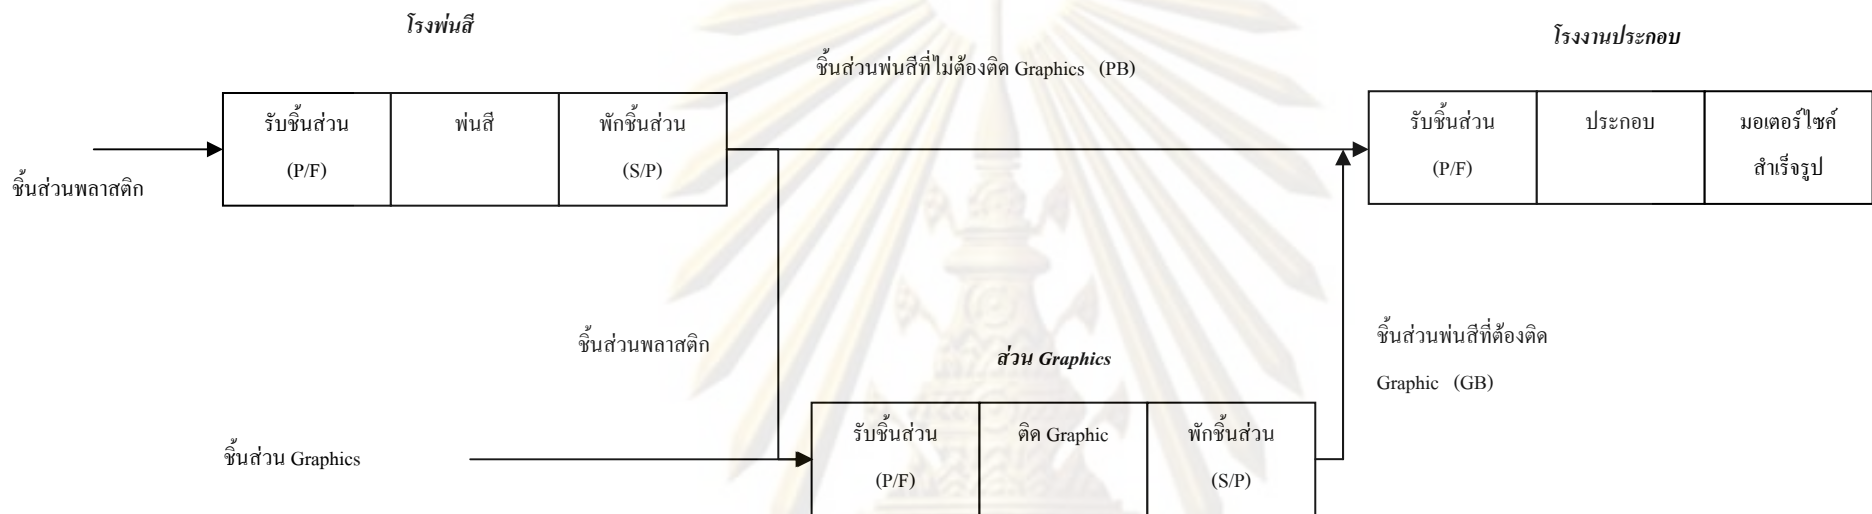 โรงพ่นสี
โรงงานประกอบ
ชิ้นส่วนพ่นสีที่ไม่ต้องติด Graphics (PB)
รับชิ้นส่วน
(P/F)
พ่นสี
พักชิ้นส่วน
(S/P)
รับชิ้นส่วน
(P/F)
ประกอบ
มอเตอร์ไซค์
สำเร็จรูป
ชิ้นส่วนพลาสติก
ชิ้นส่วนพลาสติก
ส่วน Graphics
ชิ้นส่วนพ่นสีที่ต้องติด
Graphic (GB)
ชิ้นส่วน Graphics
รับชิ้นส่วน
(P/F)
ติด Graphic
พักชิ้นส่วน
(S/P)